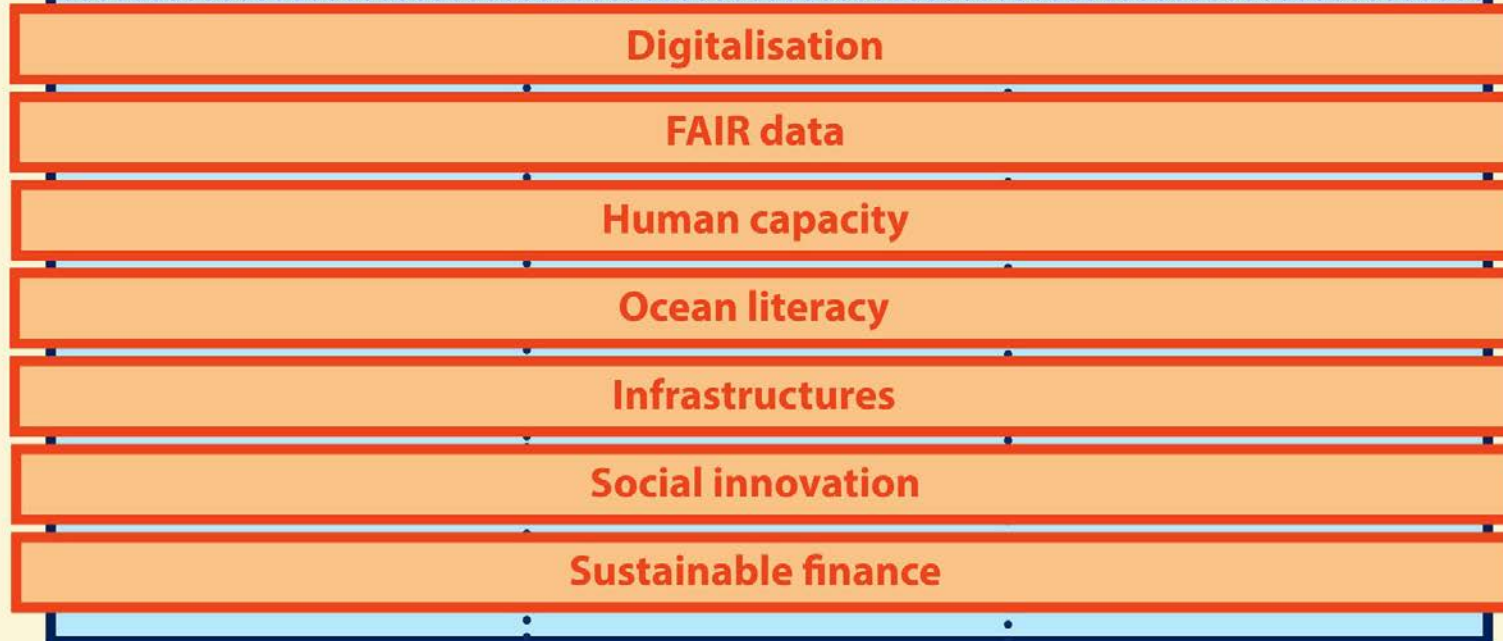 Digitalisation
FAIR data
Human capacity
Ocean literacy
Infrastructures
Social innovation
Sustainable finance